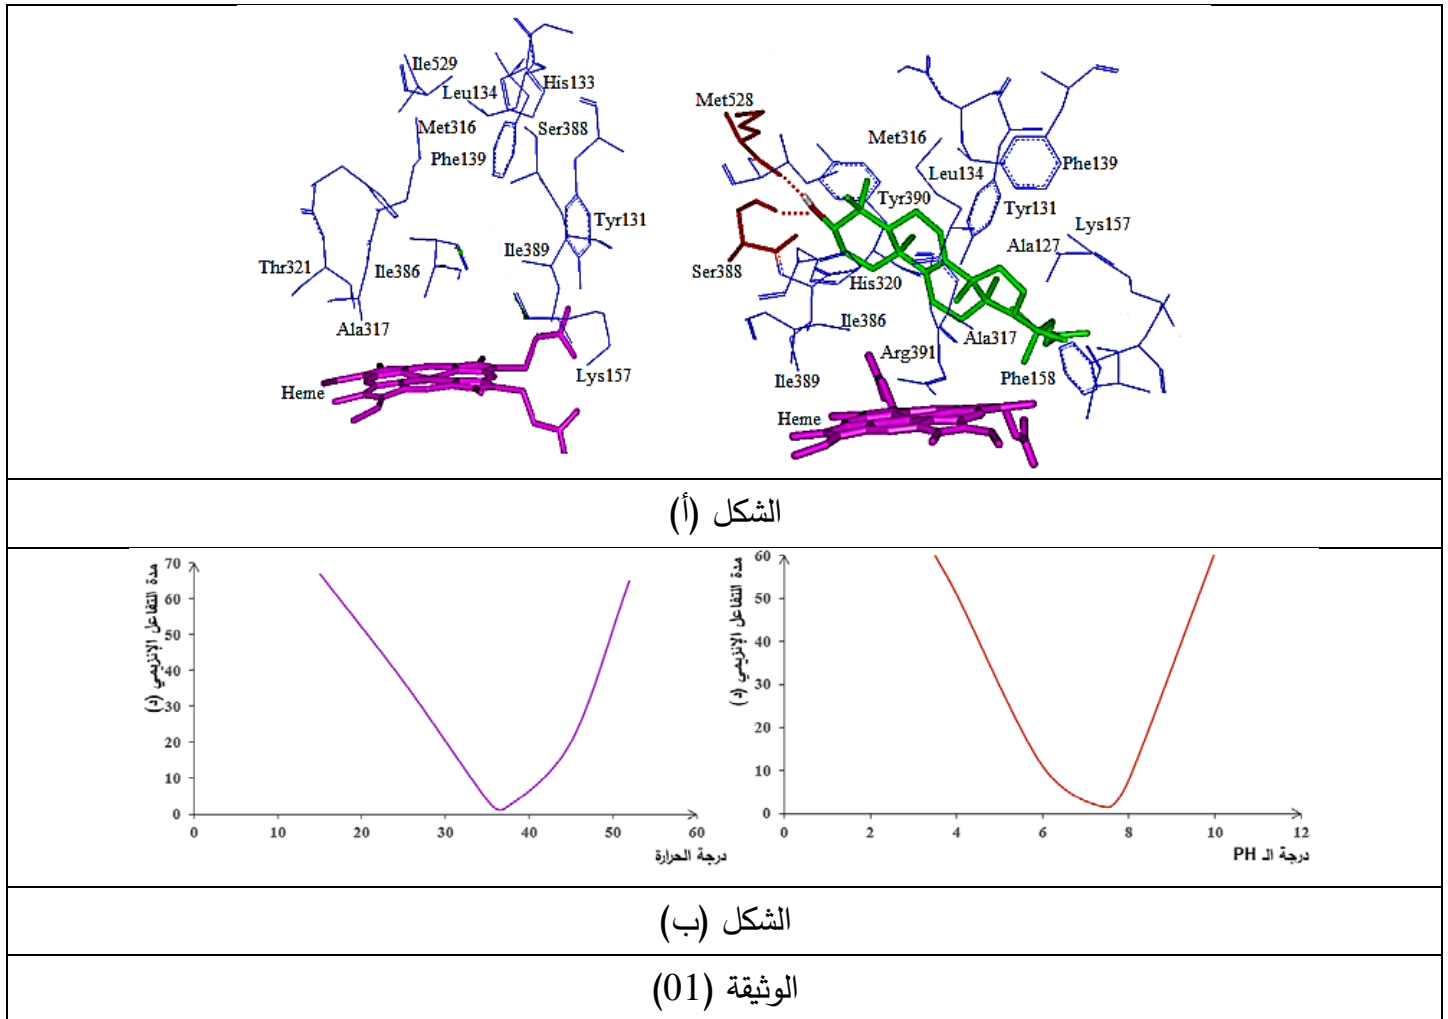 Ile529
Leu134
His133
Met316
Ser388
Phe139
Tyr131
Ile389
Thr321
Ile386
Ala317
Lys157
Heme
Met528
Met316
Leu134
Phe139
Tyr390
Tyr131
Lys157
Ala127
Ser388
His320
Ile386
Ala317
Arg391
Ile389
Phe158
Heme
الشكل (أ)
مدة التفاعل الإنزيمي (د)
70
60
50
40
30
20
10
0
0 10 20 30 40 50 60
درجة الحرارة
مدة التفاعل الإنزيمي (د)
60
50
40
30
20
10
0
0 2 4 6 8 10 12
درجة الـ PH
الشكل (ب)
الوثيقة (01)